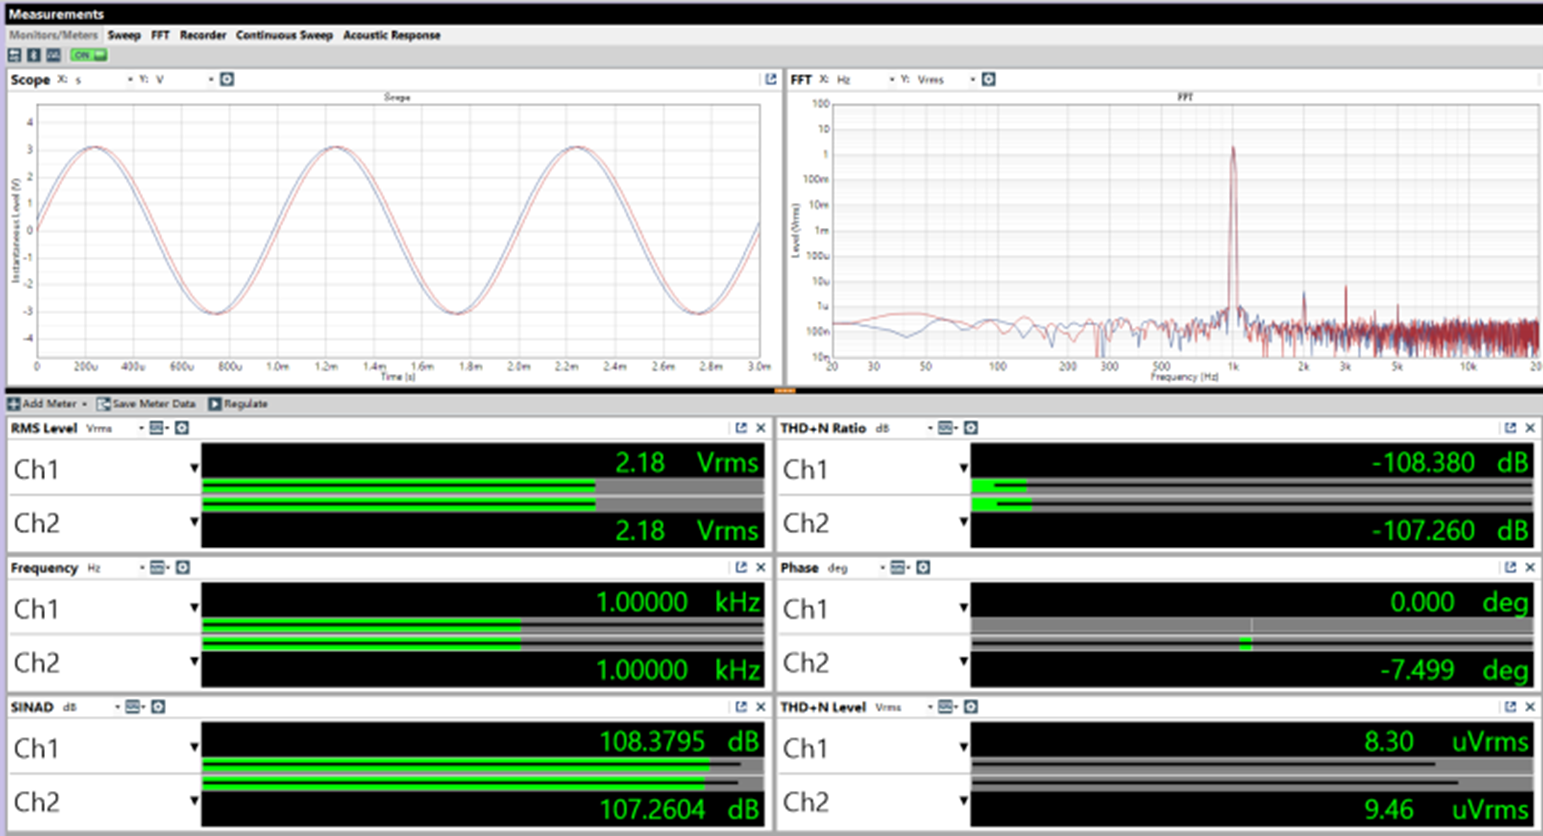 Measurements
Monitors/Meters Sweep FFT Recorder Continuous Sweep Acoustic Response
ON
Scope X: s Y: V
Scope
Instantaneous Level (V)
4
3
2
1
0
-1
-2
-3
-4
0 200u 400u 600u 800u 1.0m 1.2m 1.4m 1.6m 1.8m 2.0m 2.2m 2.4m 2.6m 2.8m 3.0m
Time (s)
FFT X: Hz Y: Vrms
FFT
Level (Vrms)
100
10
1
100m
10m
1m
100u
10u
1u
100n
10n
20 30 50 100 200 300 500 1k 2k 3k 5k 10k 20
Frequency (Hz)
Add Meter Save Meter Data Regulate
RMS Level Vrms
Ch1 2.18 Vrms
Ch2 2.18 Vrms
THD+N Ratio dB
Ch1 -108.380 dB
Ch2 -107.260 dB
Frequency Hz
Ch1 1.00000 kHz
Ch2 1.00000 kHz
Phase deg
Ch1 0.000 deg
Ch2 -7.499 deg
SINAD dB
Ch1 108.3795 dB
Ch2 107.2604 dB
THD+N Level Vrms
Ch1 8.30 uVrms
Ch2 9.46 uVrms